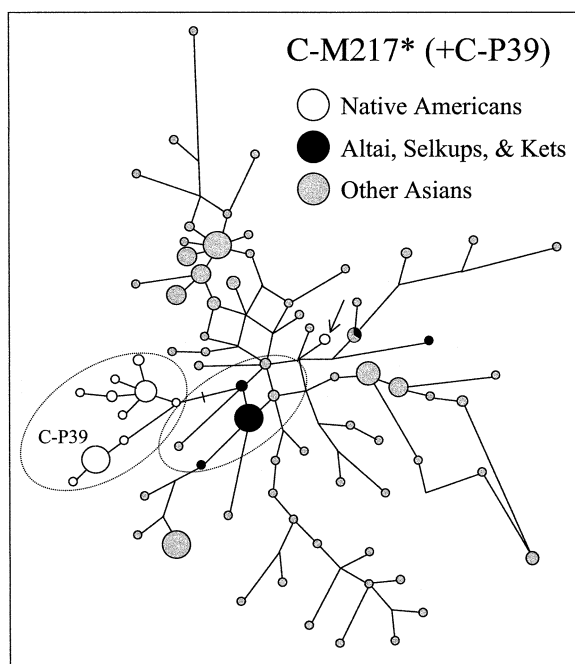 C-M217* (+C-P39)
Native Americans
Altai, Selkups, & Kets
Other Asians
C-P39